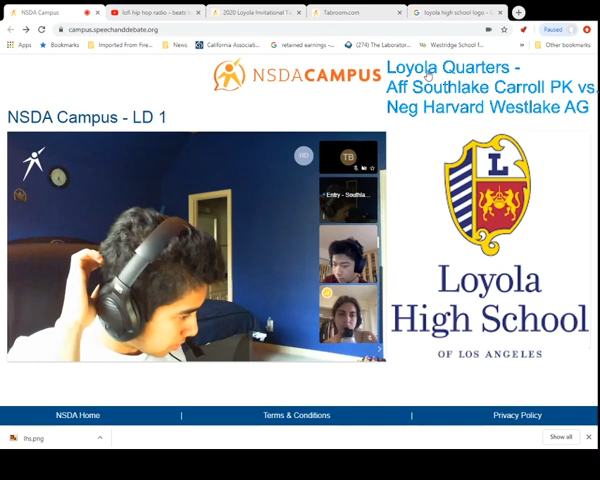 NSDA Campus
lofi hip hop radio - beats to
2020 Loyola Invitational To
Tabroom.com
loyola high school logo - G
campus.speechanddebate.org
Paused
Apps
Bookmarks
Imported From Firef
News
California Associati
retained earnings -
(274) The Laborator
Westridge School f
Other bookmarks
NSDACAMPUS
Loyola Quarters -
Aff Southlake Carroll PK vs.
Neg Harvard Westlake AG
NSDA Campus - LD 1
TB
Entry - Southla...
L
Loyola
High School
OF LOS ANGELES
NSDA Home | Terms & Conditions | Privacy Policy
lhs.png
Show all